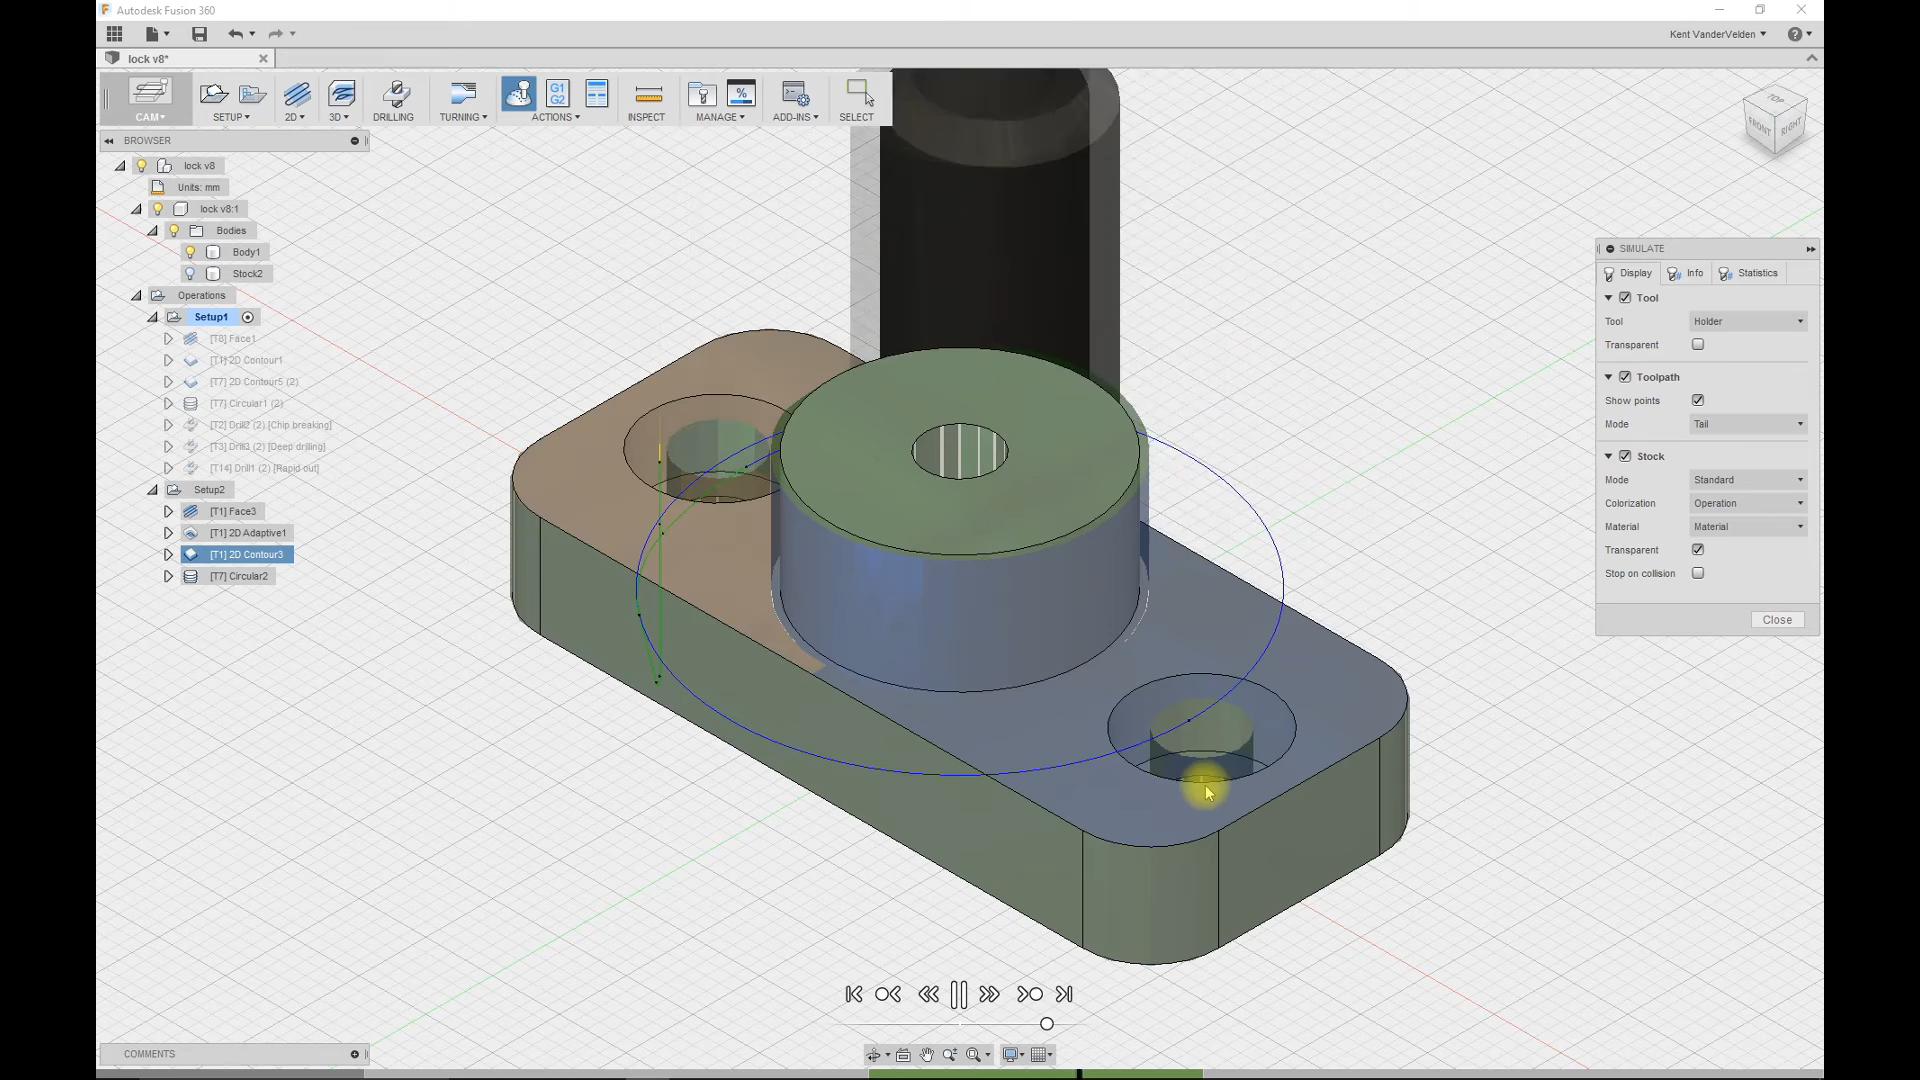 Autodesk Fusion 360
Kent VanderVelden
lock v8*
G1
G2
%
CAM
SETUP
2D
3D
DRILLING
TURNING
ACTIONS
INSPECT
MANAGE
ADD-INS
SELECT
TOP
FRONT
RIGHT
BROWSER
lock v8
Units: mm
lock v8:1
Bodies
Body1
Stock2
Operations
Setup1
[T8] Face1
[T1] 2D Contour1
[T7] 2D Contour5 (2)
[T7] Circular1 (2)
[T2] Drill2 (2) [Chip breaking]
[T3] Drill3 (2) [Deep drilling]
[T14] Drill1 (2) [Rapid out]
Setup2
[T1] Face3
[T1] 2D Adaptive1
[T1] 2D Contour3
[T7] Circular2
SIMULATE
Display
Info
Statistics
Tool
Tool Holder
Transparent
Toolpath
Show points
Mode Tail
Stock
Mode Standard
Colorization Operation
Material Material
Transparent
Stop on collision
Close
COMMENTS